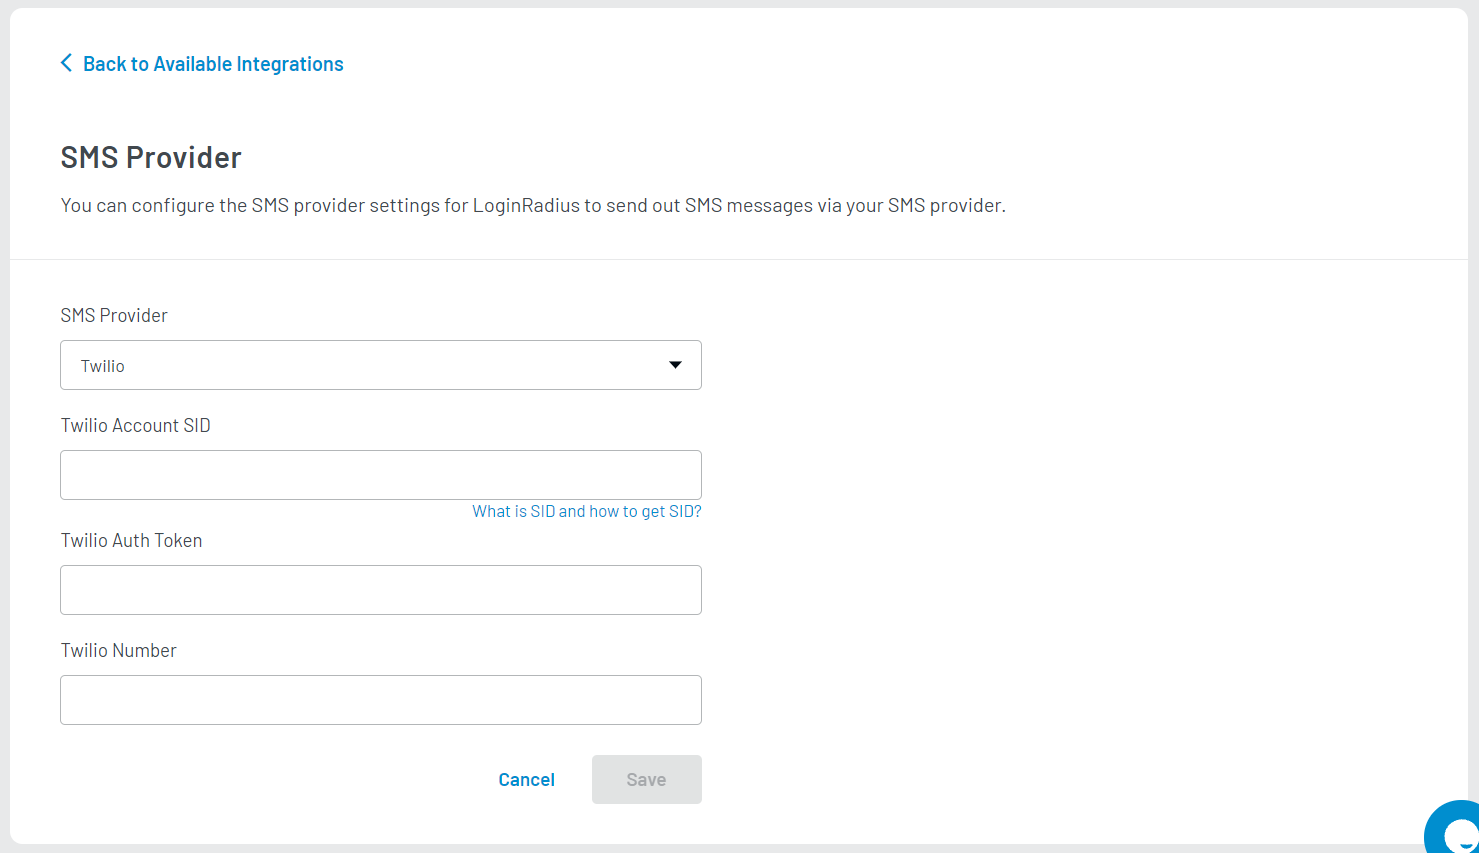 Back to Available Integrations
SMS Provider
You can configure the SMS provider settings for LoginRadius to send out SMS messages via your SMS provider.
SMS Provider
Twilio
Twilio Account SID
What is SID and how to get SID?
Twilio Auth Token
Twilio Number
Cancel Save